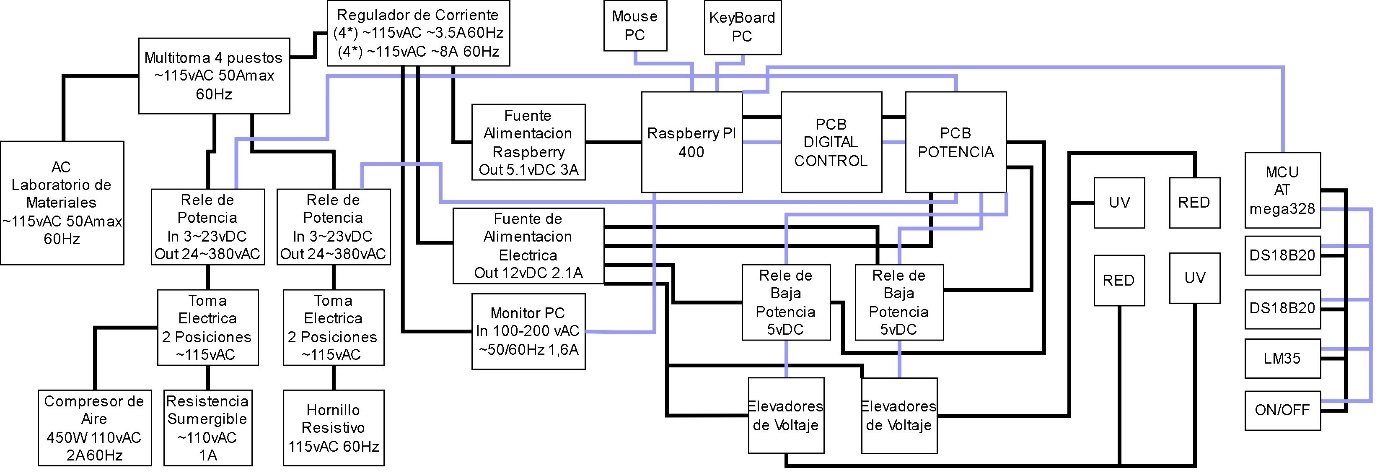 Regulador de Corriente
(4*) ~115vAC ~3.5A60Hz
(4*) ~115vAC ~8A 60Hz
Mouse
PC
KeyBoard
PC
Multitoma 4 puestos
~115vAC 50Amax
60Hz
Fuente
Alimentacion
Raspberry
Out 5.1vDC 3A
Raspberry PI
400
PCB
DIGITAL
CONTROL
PCB
POTENCIA
AC
Laboratorio de
Materiales
~115vAC 50Amax
60Hz
Rele de
Potencia
In 3~23vDC
Out 24~380vAC
Rele de
Potencia
In 3~23vDC
Out 24~380vAC
Fuente de
Alimentacion
Electrica
Out 12vDC 2.1A
UV
RED
MCU
AT
mega328
DS18B20
Rele de
Baja
Potencia
5vDC
Rele de
Baja
Potencia
5vDC
RED
UV
Toma
Electrica
2 Posiciones
~115vAC
Toma
Electrica
2 Posiciones
~115vAC
Monitor PC
In 100-200 vAC
~50/60Hz 1,6A
DS18B20
LM35
ON/OFF
Compresor de
Aire
450W 110vAC
2A60Hz
Resistencia
Sumergible
~110vAC
1A
Hornillo
Resistivo
115vAC 60Hz
Elevadores
de Voltaje
Elevadores
de Voltaje